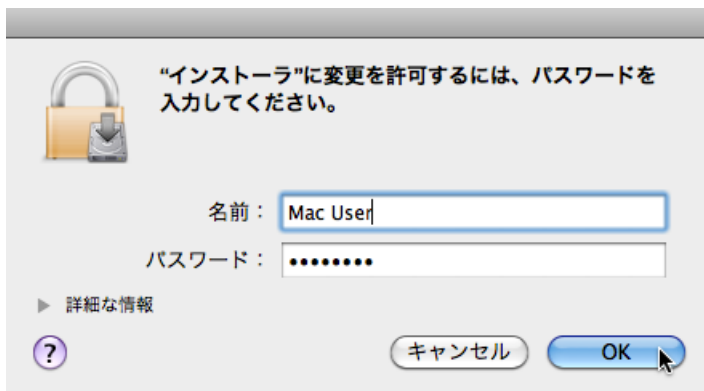 “インストーラ”に変更を許可するには、パスワードを
入力してください。
名前：
Mac User
パスワード：
••••••••
詳細な情報
?
キャンセル
OK